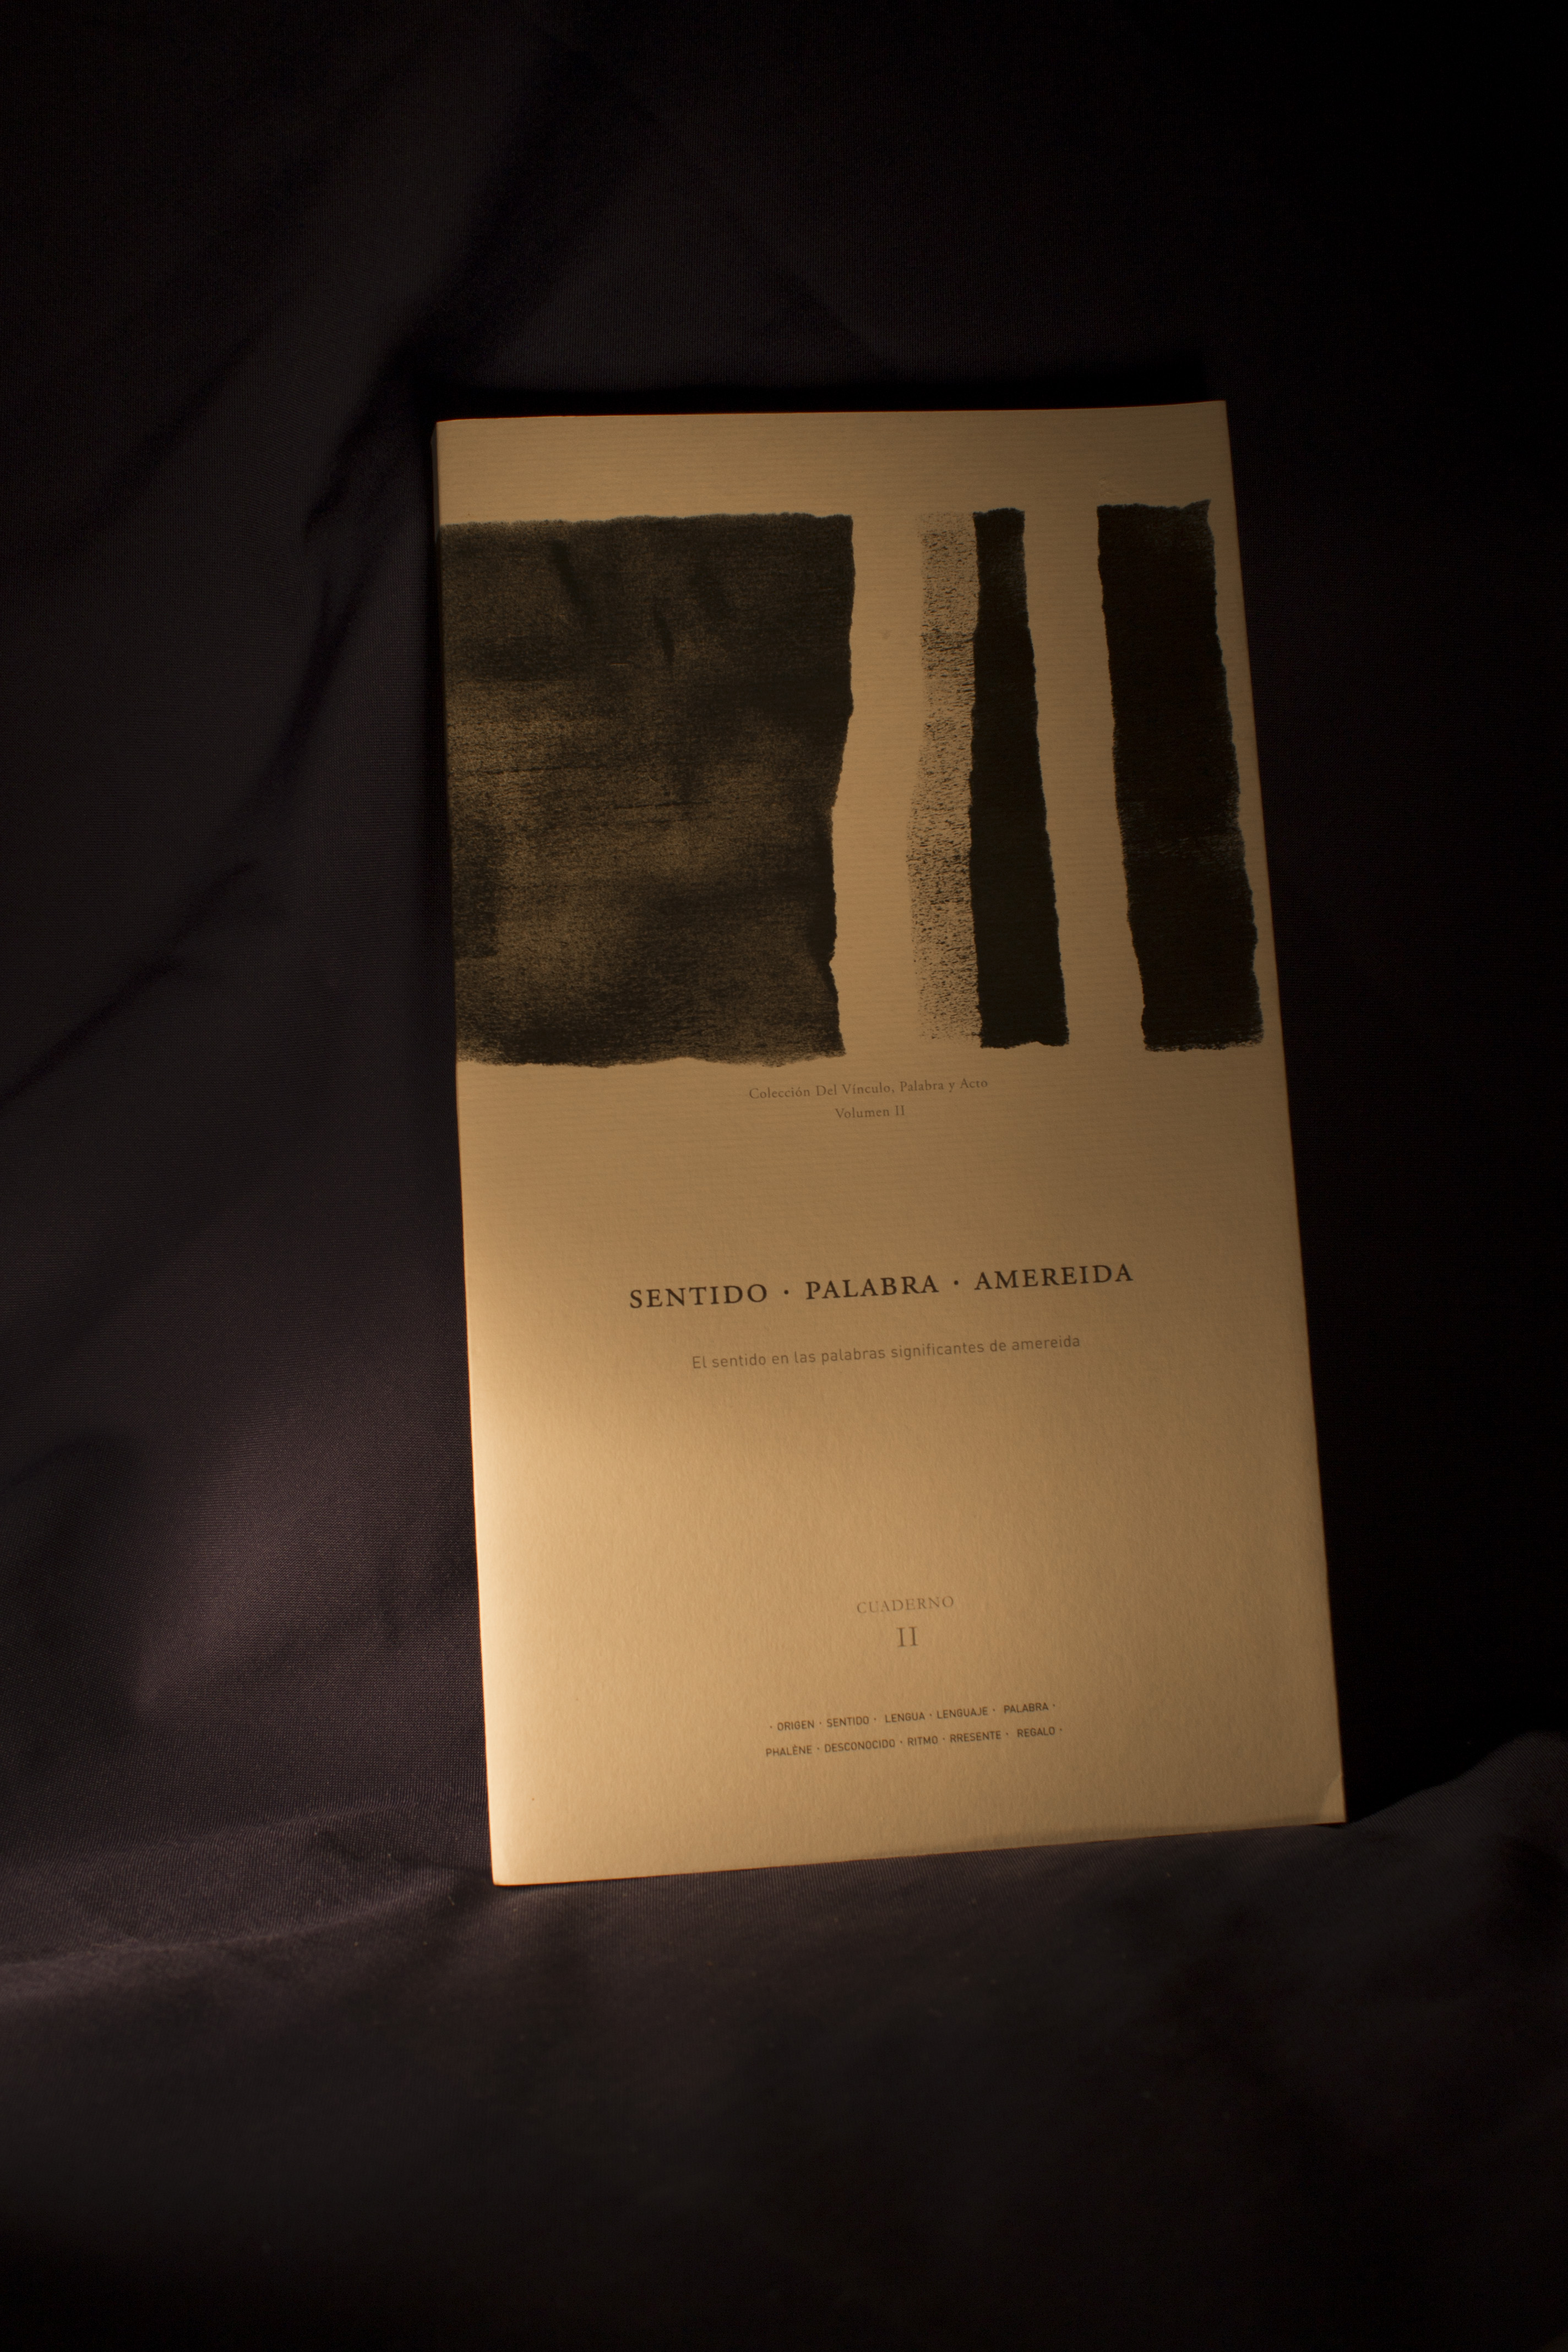 Colección Del Vínculo, Palabra y Acto
Volumen II
SENTIDO · PALABRA · AMEREIDA
El sentido en las palabras significantes de amereida
CUADERNO
II
· ORIGEN · SENTIDO · LENGUA · LENGUAJE · PALABRA ·
PHALÈNE · DESCONOCIDO · RITMO · RRESENTE · REGALO ·